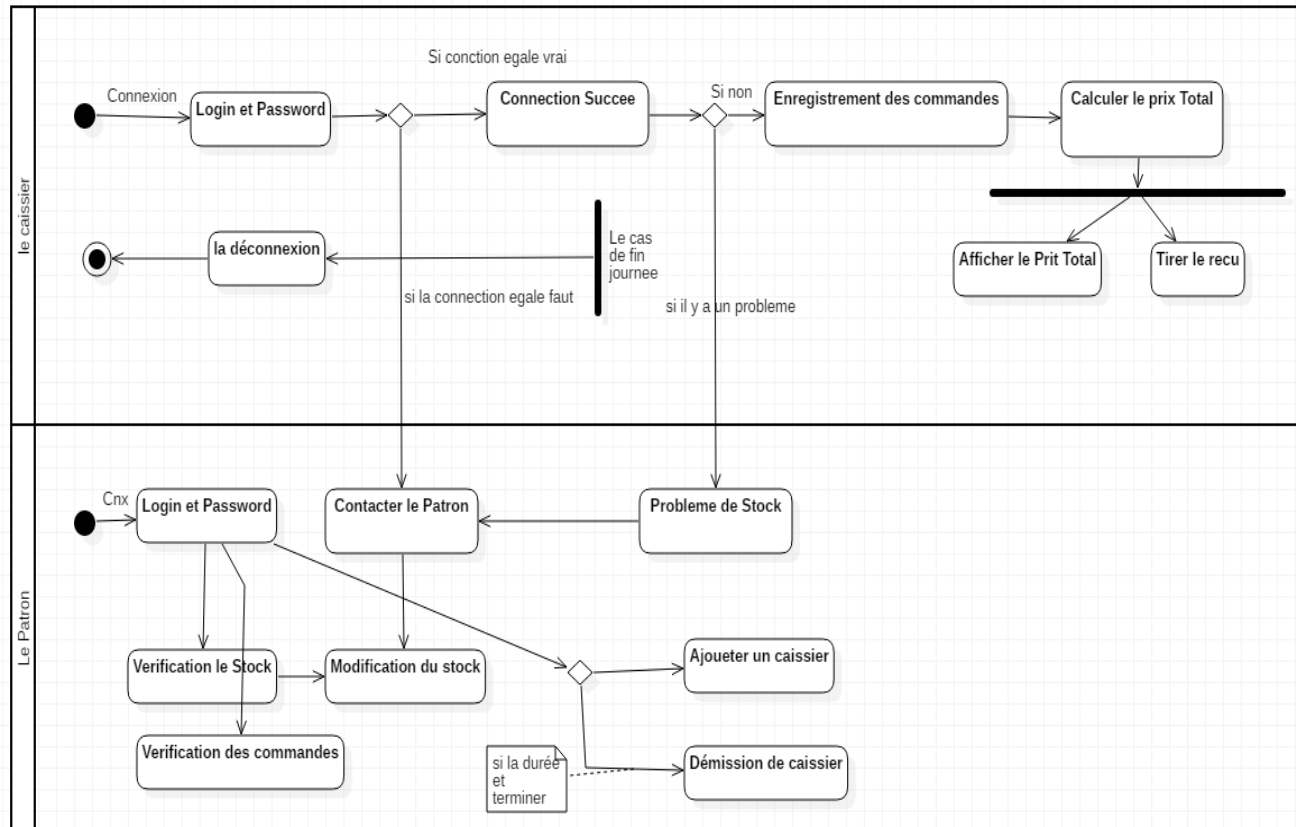 le caissier
Si conction egale vrai
Connexion
Login et Password
Connection Succee
Si non
Enregistrement des commandes
Calculer le prix Total
la déconnexion
Le cas
de fin
journee
Afficher le Prit Total
Tirer le recu
si la connection egale faut
si il y a un probleme
Le Patron
Cnx
Login et Password
Contacter le Patron
Probleme de Stock
Verification le Stock
Modification du stock
Ajoueter un caissier
Verification des commandes
si la durée
et
terminer
Démission de caissier